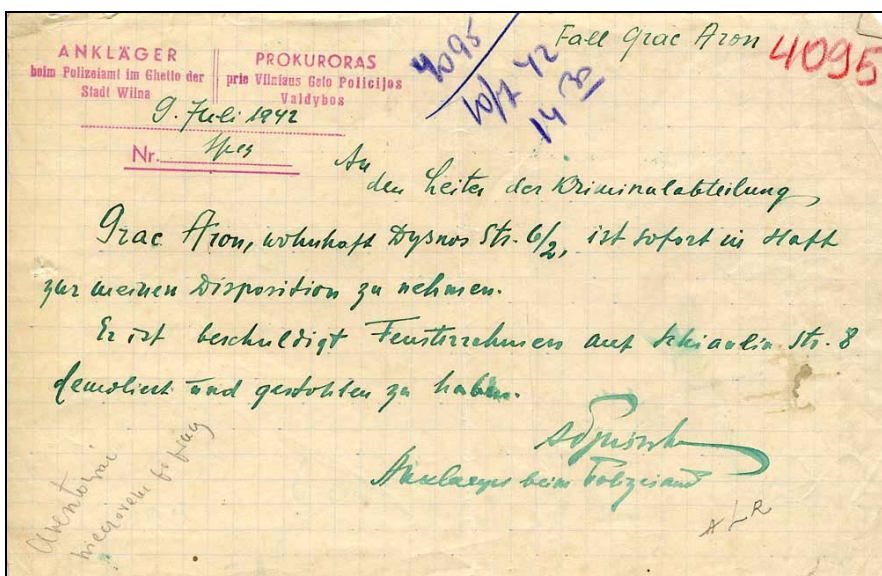 ANKLÄGER
beim Polizeiamt im Ghetto der
Stadt Wilna
PROKURORAS
prie Vilniaus Geto Policijos
Valdybos
9. Juli 1942
Nr.
4095
10/7 42
14 30
Fall Grac Aron
4095
An
den Leiter der Kriminalabteilung
Grac Aron, wohnhaft Dysnos Str. 6/2, ist sofort in Haft
zur meinen Disposition zu nehmen.
Er ist beschuldigt Fensterrahmen auf Schiaulin Str. 8
demoliert und gestohlen zu haben.
Anklaeger beim Polizeiamt